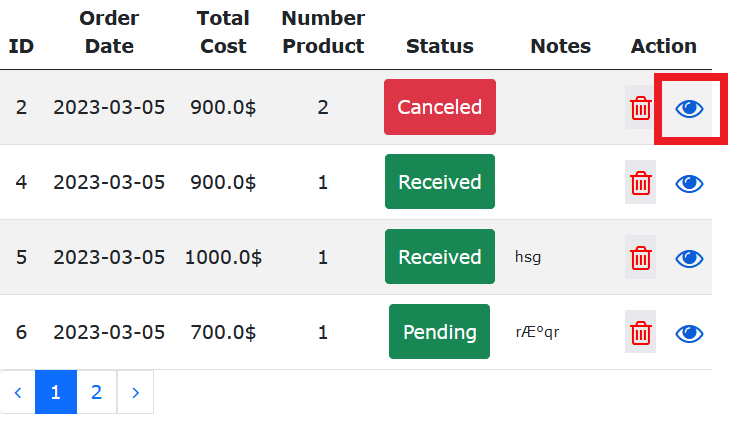 ID Order Date Total Cost Number Product Status Notes Action
2 2023-03-05 900.0$ 2 Canceled
4 2023-03-05 900.0$ 1 Received
5 2023-03-05 1000.0$ 1 Received hsg
6 2023-03-05 700.0$ 1 Pending rÆºqr
‹ 1 2 ›